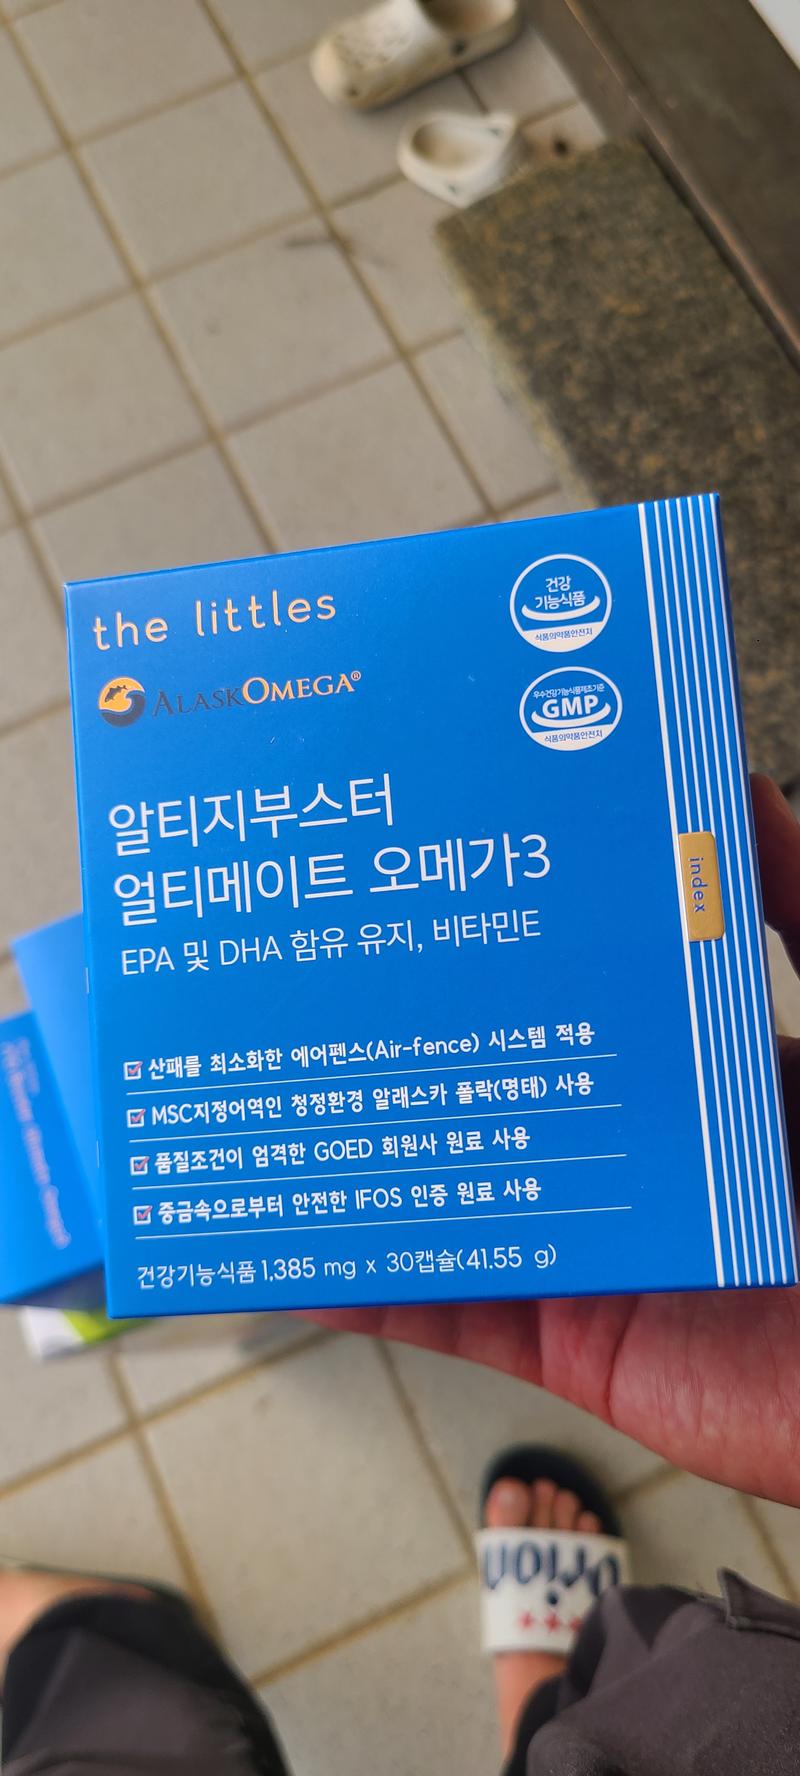 the littles
ALASKOMEGA®
건강
기능식품
식품의약품안전처
우수건강기능식품제조기준
GMP
식품의약품안전처
알티지부스터
얼티메이트 오메가3
EPA 및 DHA 함유 유지, 비타민E
index
산패를 최소화한 에어펜스(Air-fence) 시스템 적용
MSC지정어역인 청정환경 알래스카 폴락(명태) 사용
품질조건이 엄격한 GOED 회원사 원료 사용
중금속으로부터 안전한 IFOS 인증 원료 사용
건강기능식품 1,385 mg x 30캡슐(41.55 g)
orion